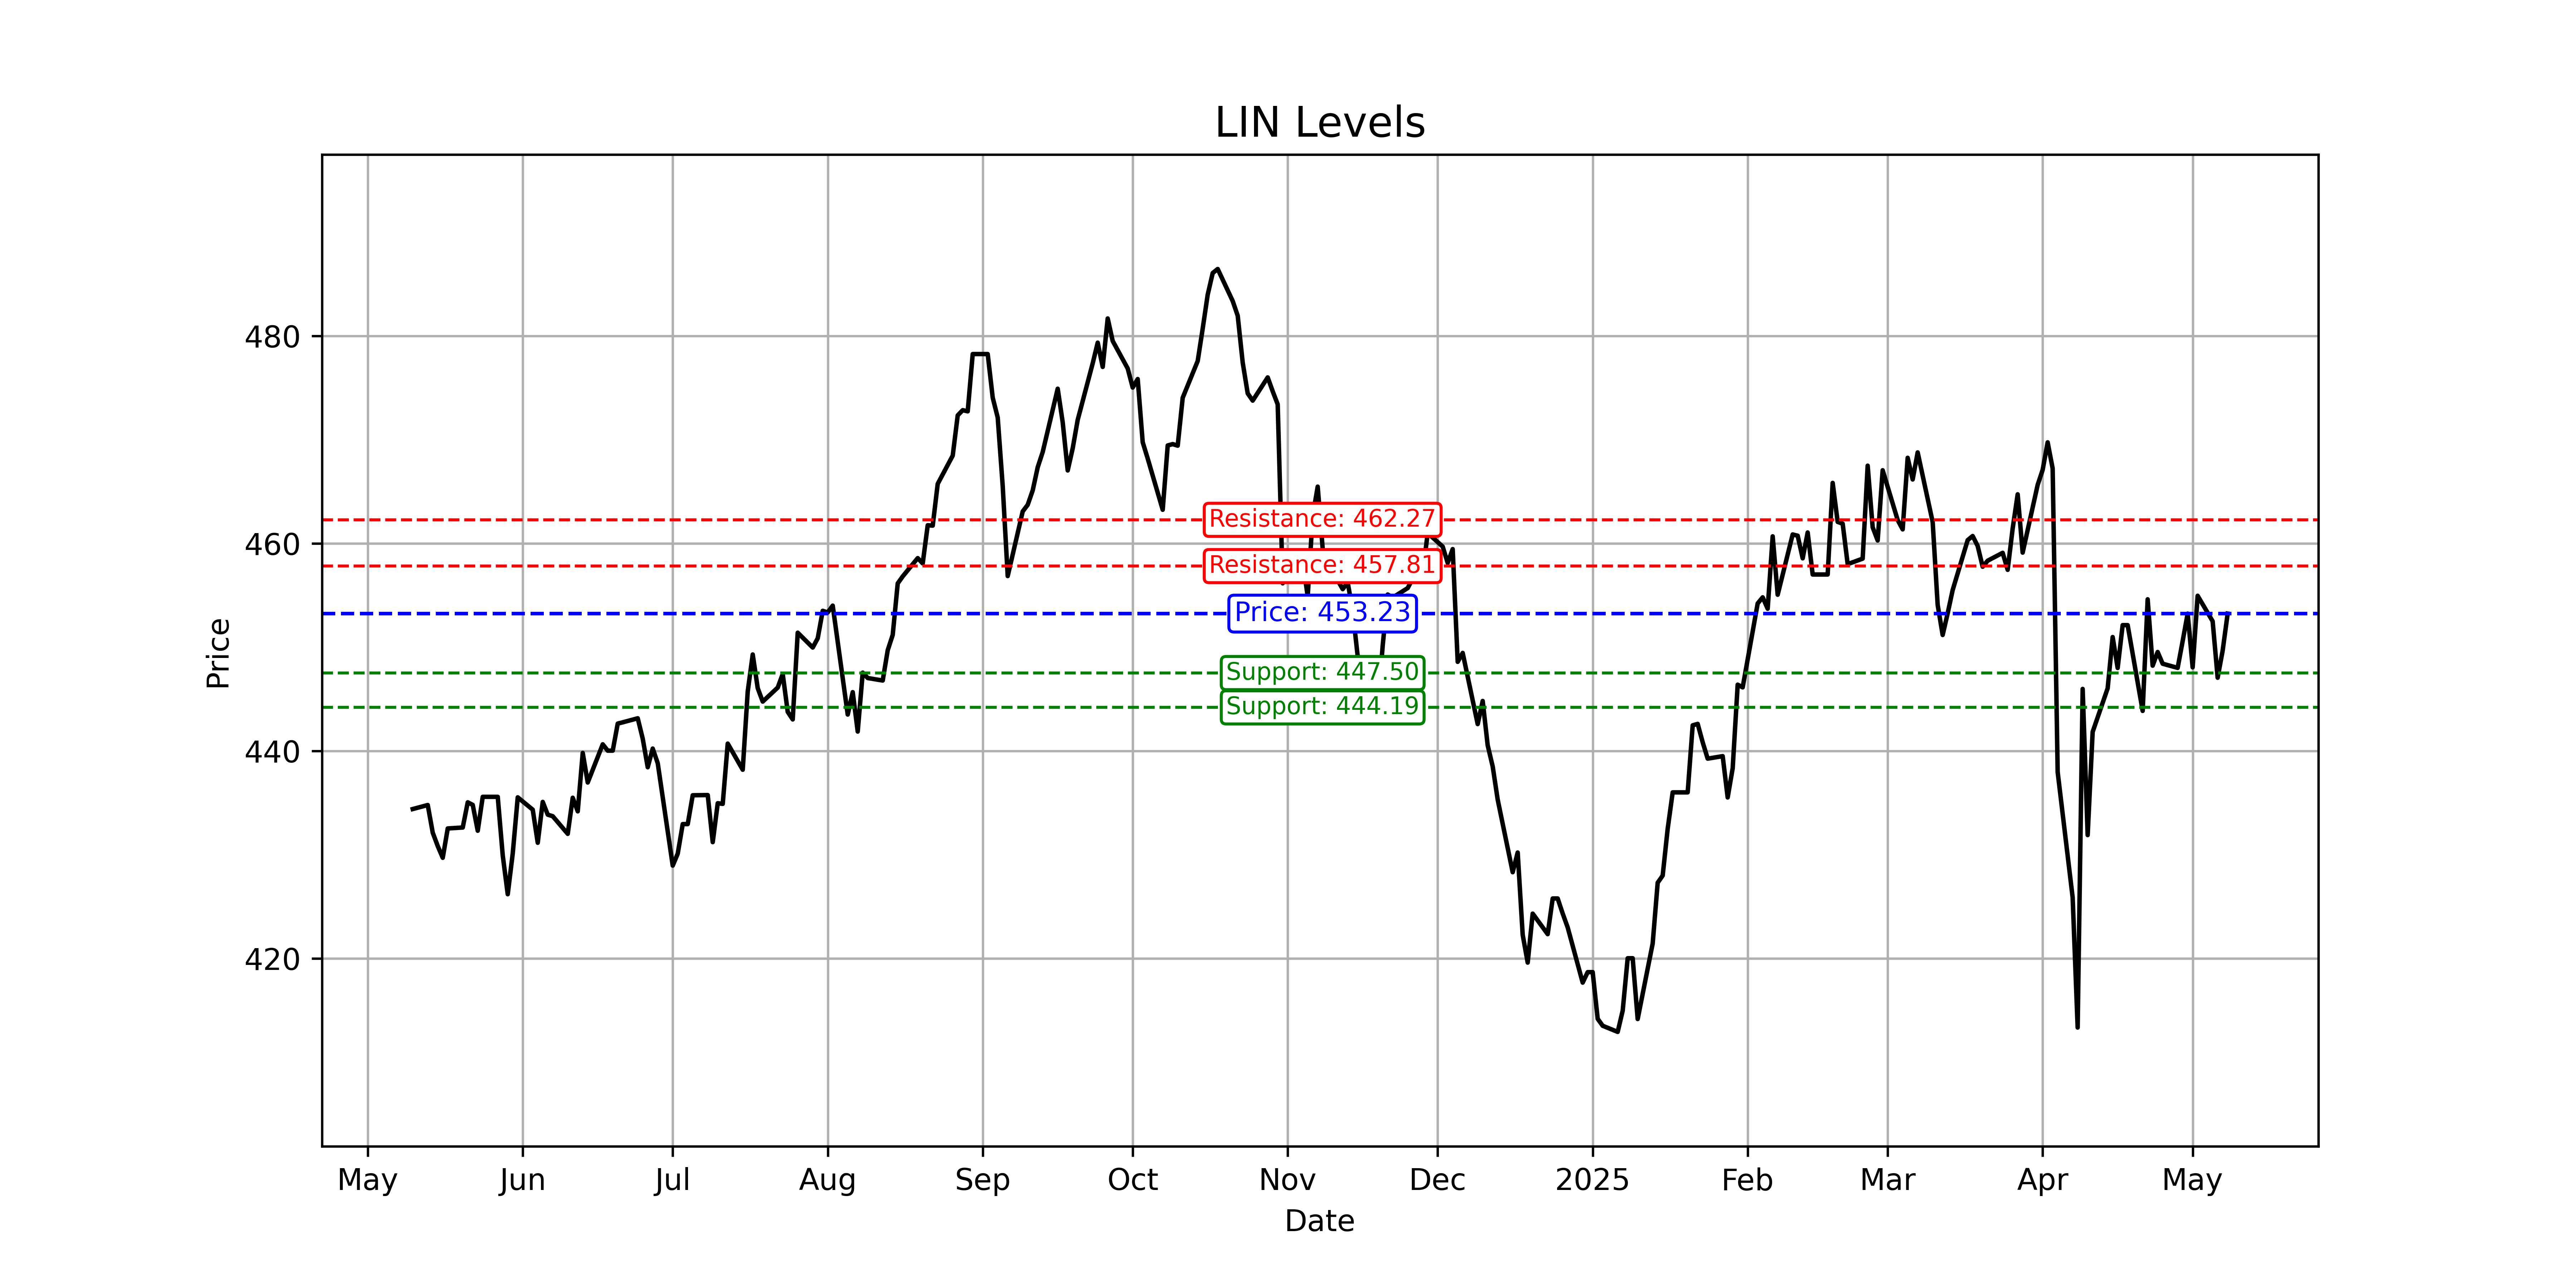 LIN Levels
Price
480
460
440
420
Resistance: 462.27
Resistance: 457.81
Price: 453.23
Support: 447.50
Support: 444.19
May Jun Jul Aug Sep Oct Nov Dec 2025 Feb Mar Apr May
Date